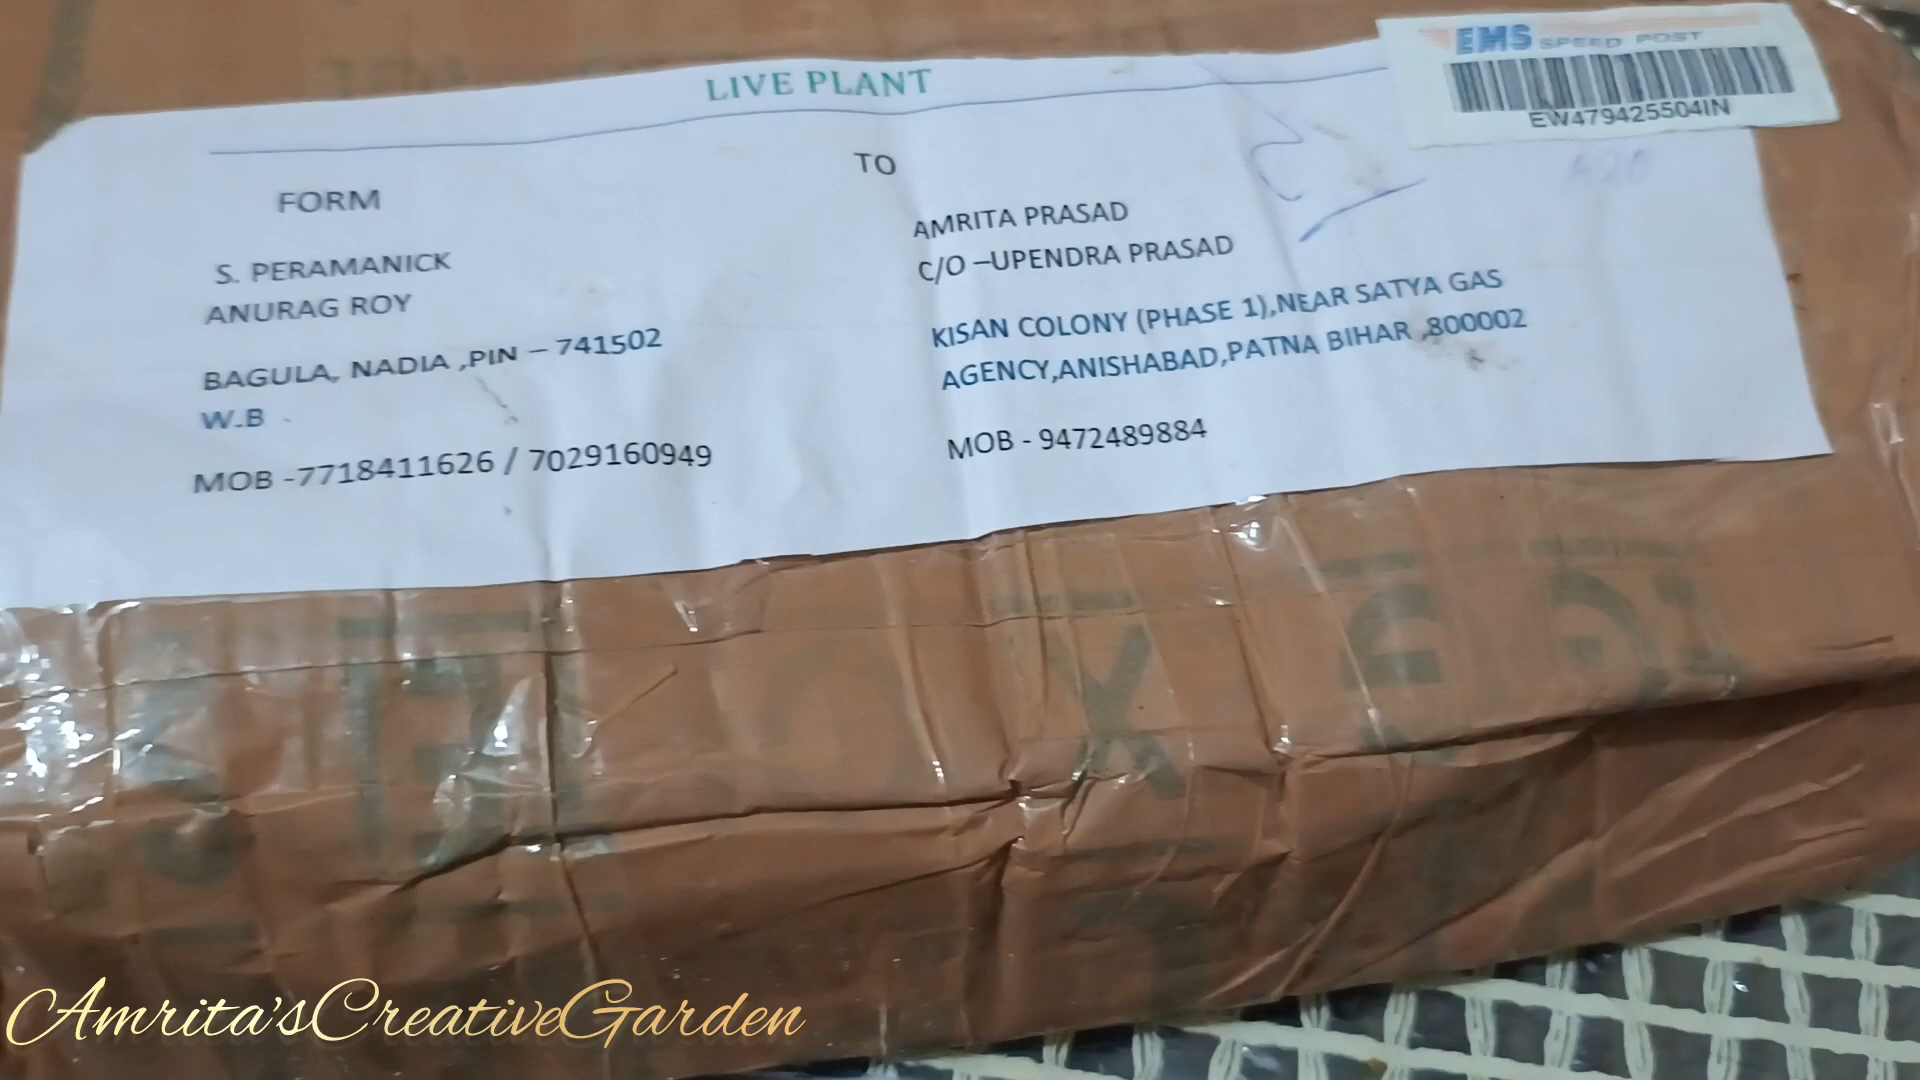 EMS SPEED POST
EW479425504IN
LIVE PLANT
FORM
S. PERAMANICK
ANURAG ROY
BAGULA, NADIA ,PIN – 741502
W.B
MOB -7718411626 / 7029160949
TO
AMRITA PRASAD
C/O –UPENDRA PRASAD
KISAN COLONY (PHASE 1),NEAR SATYA GAS
AGENCY,ANISHABAD,PATNA BIHAR ,800002
MOB - 9472489884
Amrita'sCreativeGarden